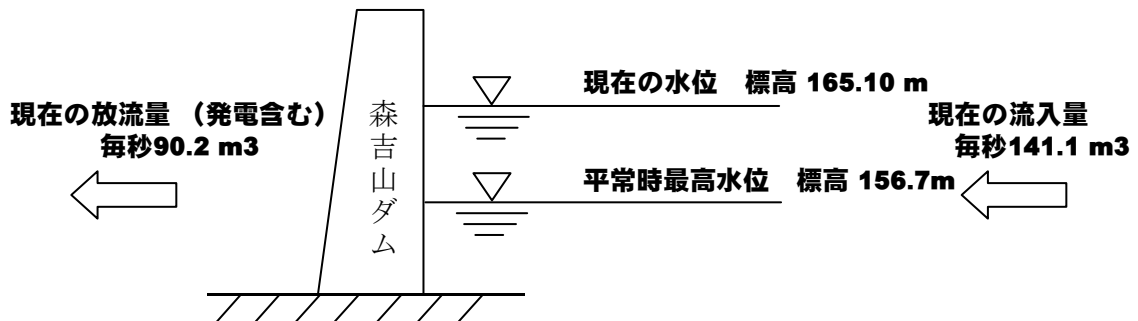 現在の水位　標高 165.10 m
現在の放流量 （発電含む）
毎秒90.2 m3
森吉山ダム
現在の流入量
毎秒141.1 m3
平常時最高水位　標高 156.7m